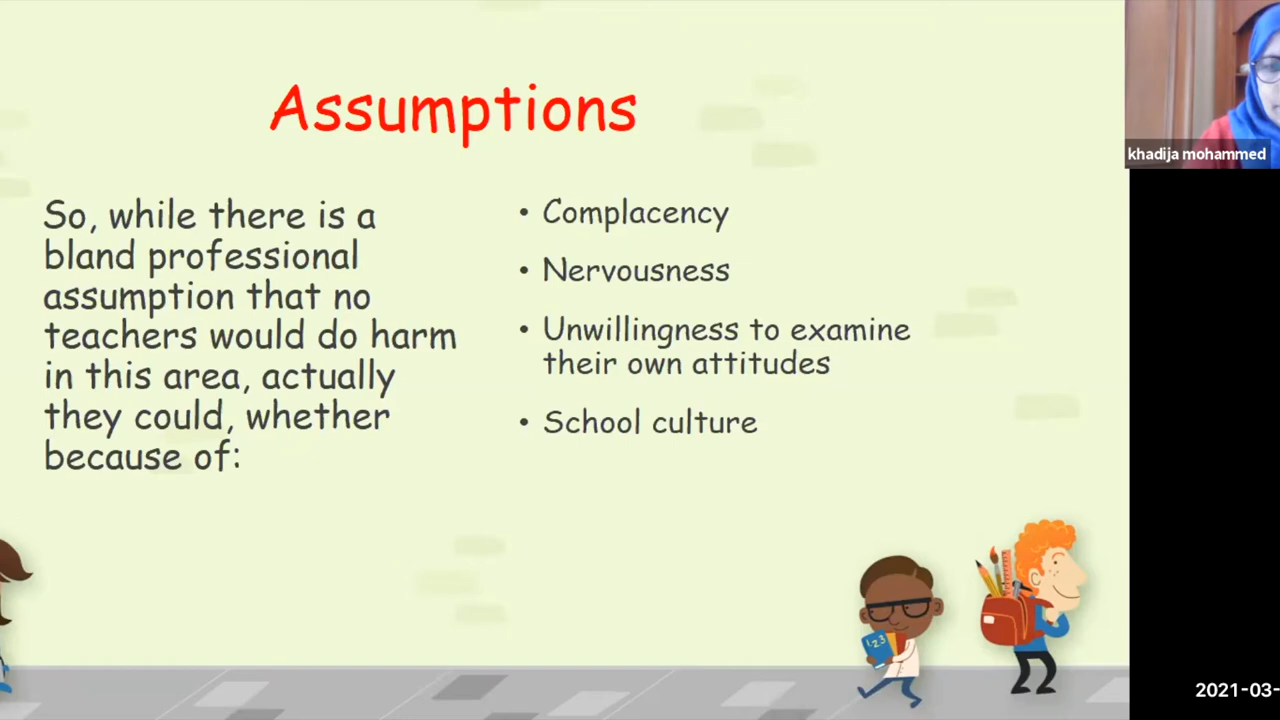 Assumptions
So, while there is a
bland professional
assumption that no
teachers would do harm
in this area, actually
they could, whether
because of:
• Complacency
• Nervousness
• Unwillingness to examine
their own attitudes
• School culture
123
khadija mohammed
2021-03-